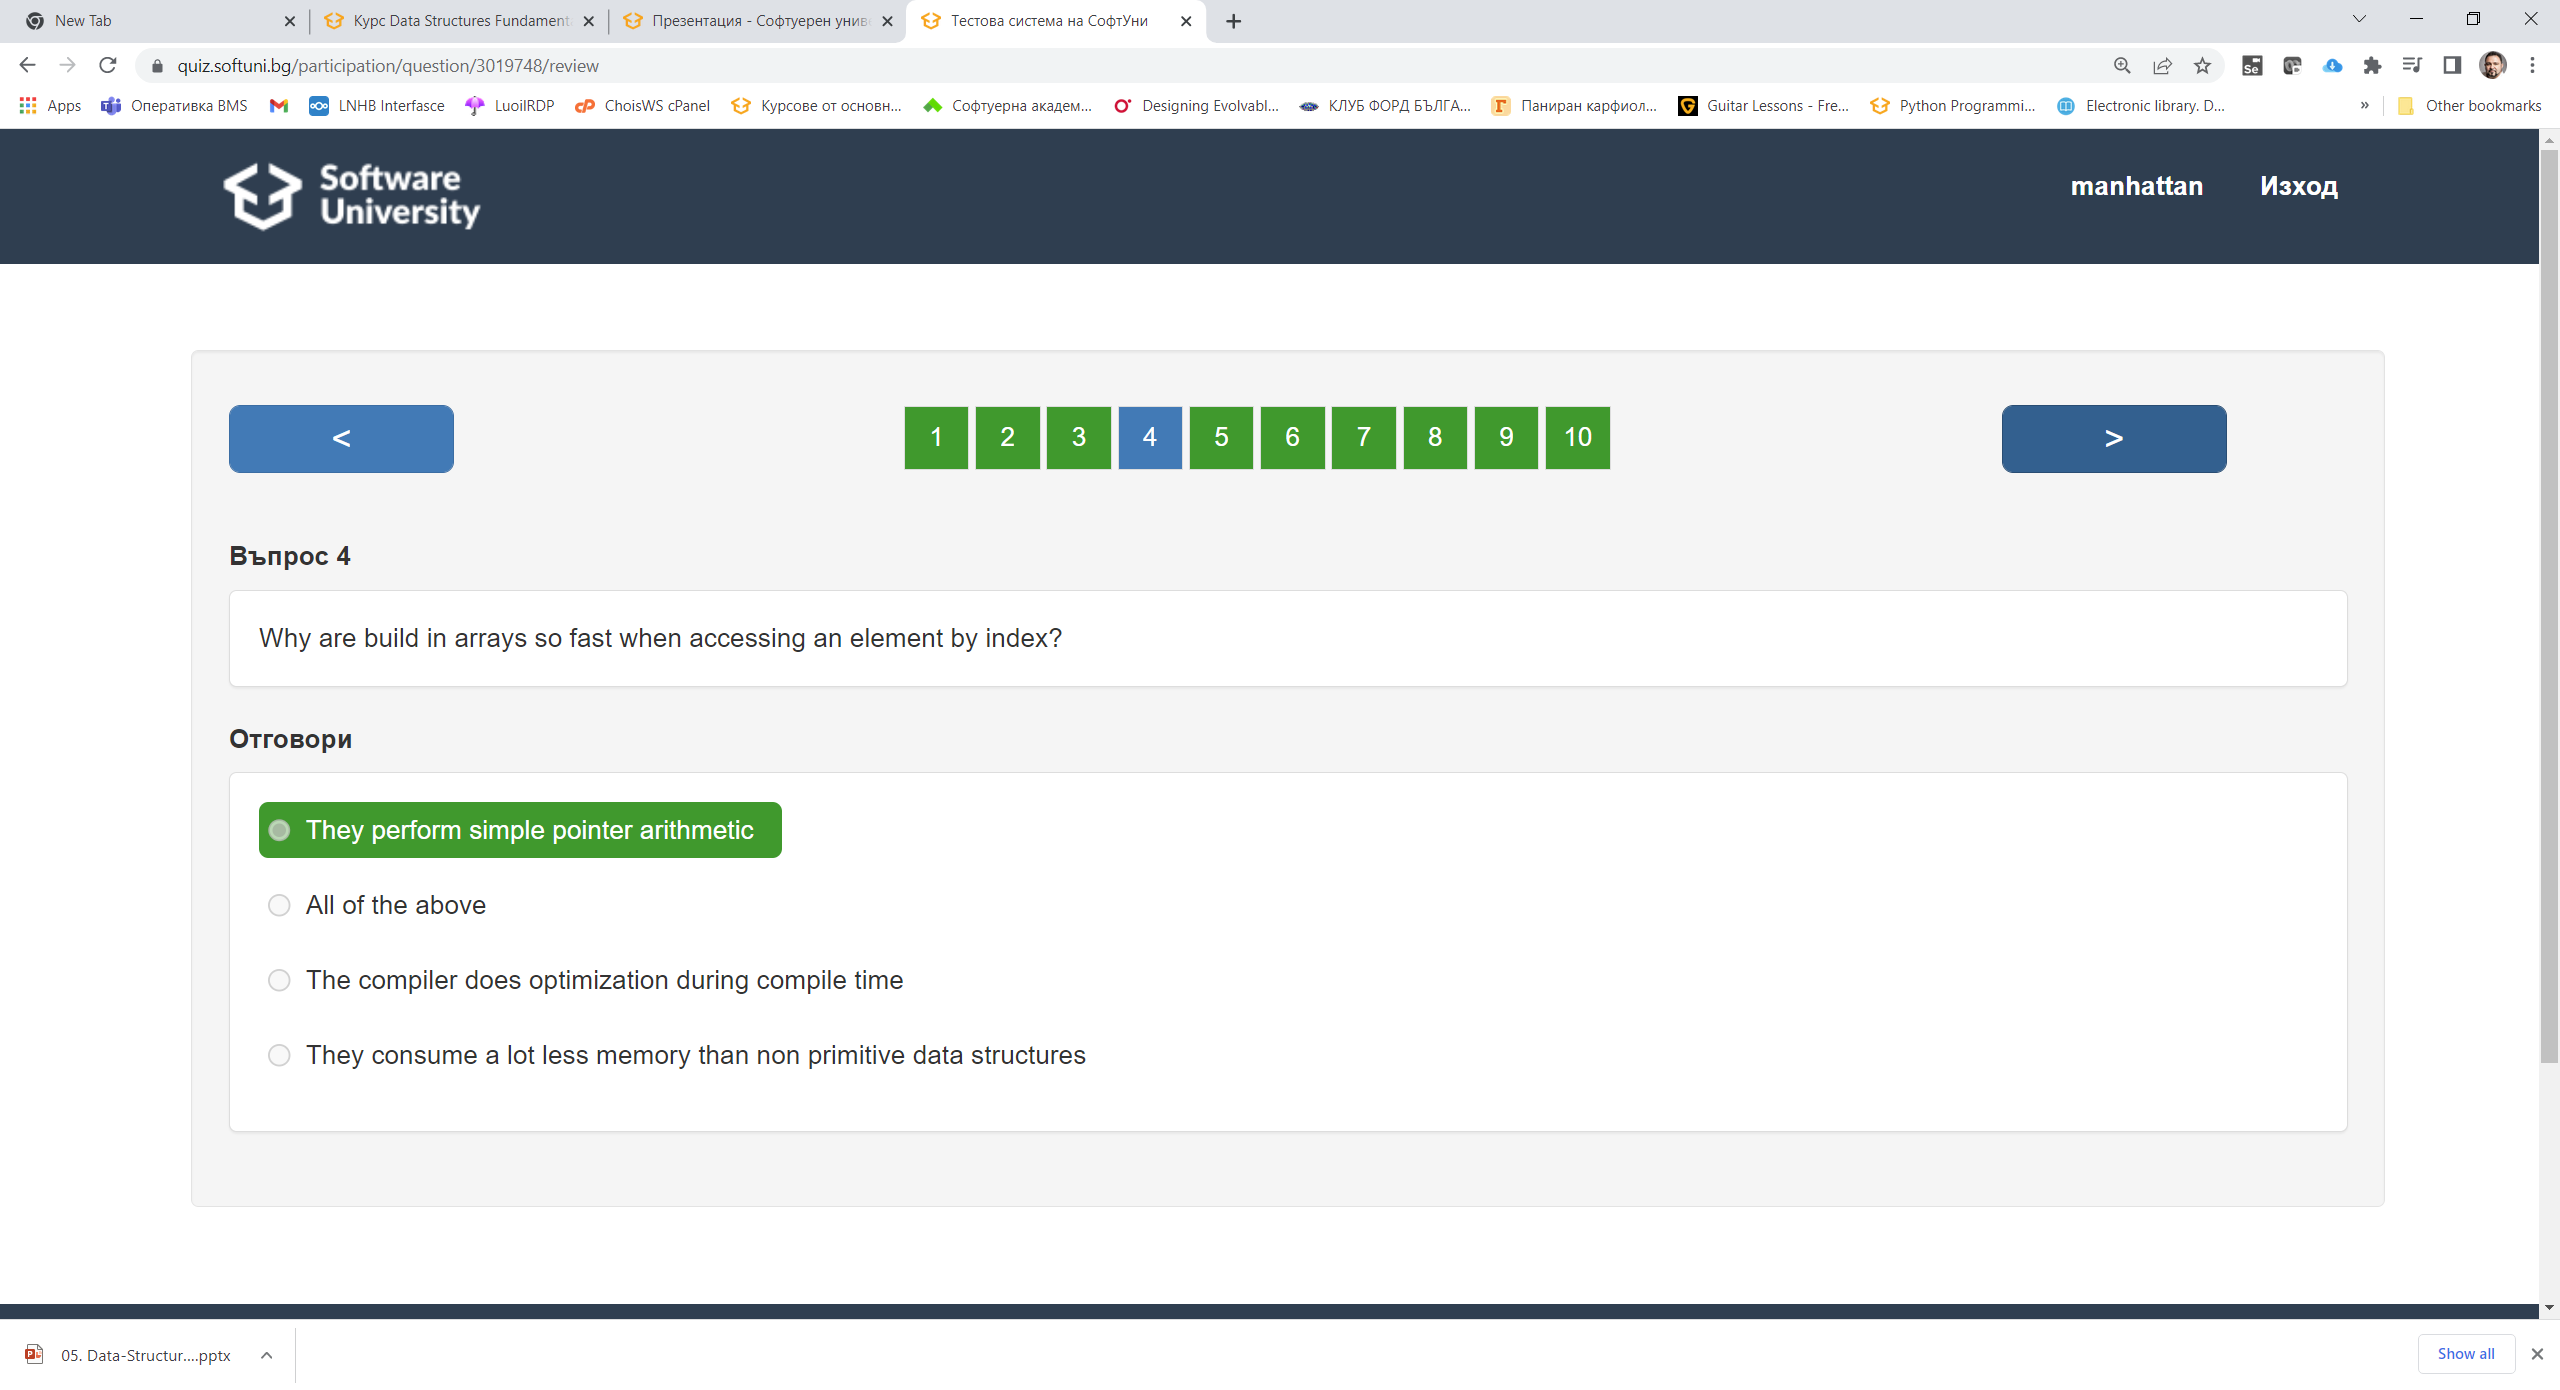 New Tab
Курс Data Structures Fundament
Презентация - Софтуерен униве
Тестова система на СофтУни
quiz.softuni.bg/participation/question/3019748/review
Apps
Оперативка BMS
LNHB Interfasce
LuoilRDP
ChoisWS cPanel
Курсове от основн...
Софтуерна академ...
Designing Evolvabl...
КЛУБ ФОРД БЪЛГА...
Паниран карфиол...
Guitar Lessons - Fre...
Python Programmi...
Electronic library. D...
»
Other bookmarks
Software
University
manhattan
Изход
<
1 2 3 4 5 6 7 8 9 10
>
Въпрос 4
Why are build in arrays so fast when accessing an element by index?
Отговори
They perform simple pointer arithmetic
All of the above
The compiler does optimization during compile time
They consume a lot less memory than non primitive data structures
05. Data-Structur....pptx
Show all